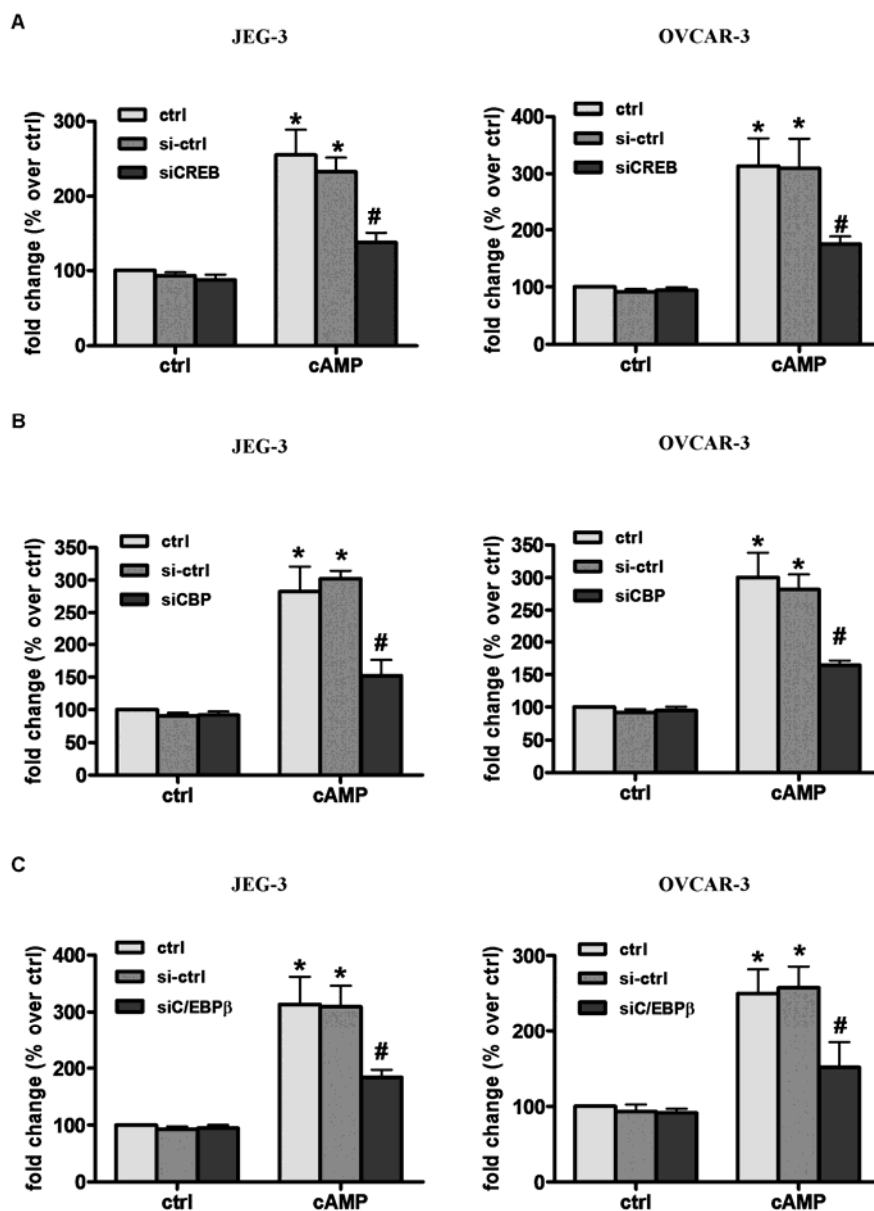 A
JEG-3
OVCAR-3
fold change (% over ctrl)
300
200
100
0
ctrl
si-ctrl
siCREB
*
*
#
ctrl
cAMP
fold change (% over ctrl)
400
300
200
100
0
ctrl
si-ctrl
siCREB
*
*
#
ctrl
cAMP
B
JEG-3
OVCAR-3
fold change (% over ctrl)
350
300
250
200
150
100
50
0
ctrl
si-ctrl
siCBP
*
*
#
ctrl
cAMP
fold change (% over ctrl)
350
300
250
200
150
100
50
0
ctrl
si-ctrl
siCBP
*
*
#
ctrl
cAMP
C
JEG-3
OVCAR-3
fold change (% over ctrl)
400
300
200
100
0
ctrl
si-ctrl
siC/EBPβ
*
*
#
ctrl
cAMP
fold change (% over ctrl)
300
200
100
0
ctrl
si-ctrl
siC/EBPβ
*
*
#
ctrl
cAMP